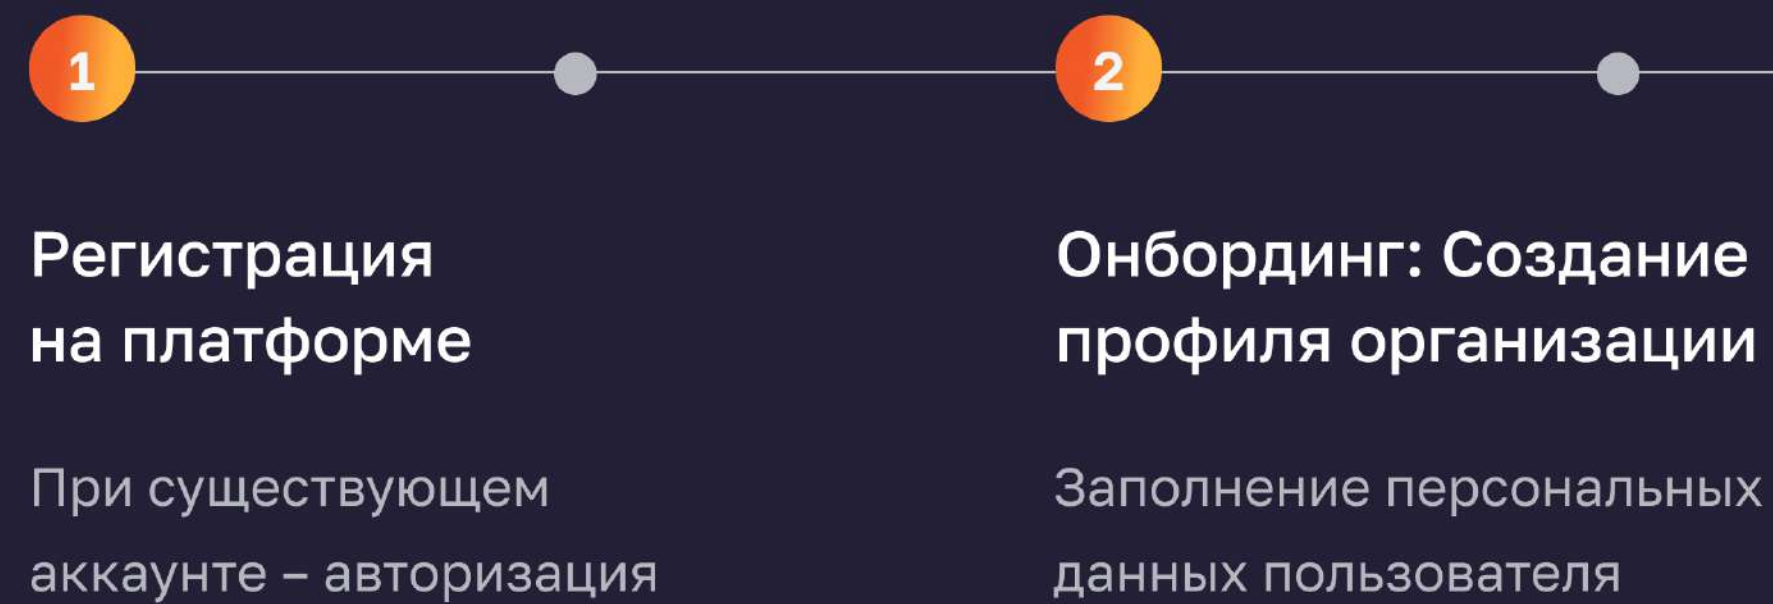 1
2
Регистрация
на платформе
При существующем
аккаунте – авторизация
Онбординг: Создание
профиля организации
Заполнение персональных
данных пользователя